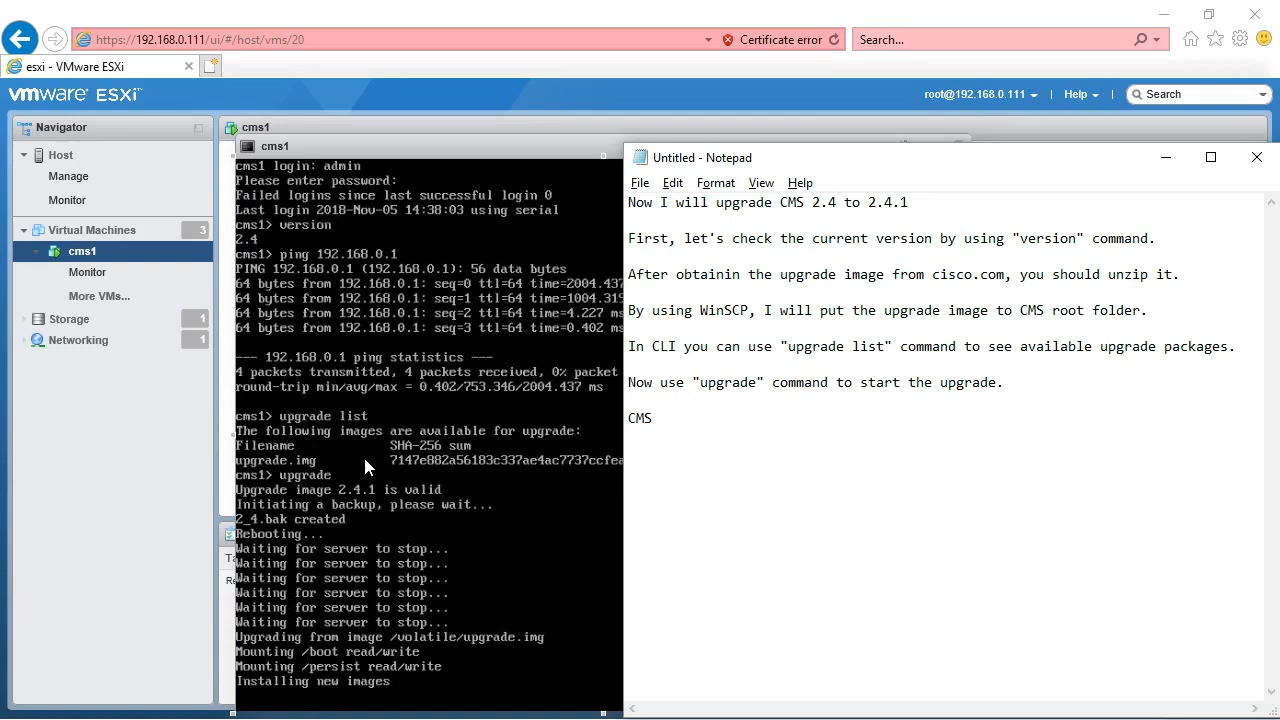 https://192.168.0.111/ui/#/host/vms/20
Certificate error
Search...
esxi - VMware ESXi
vmware ESXi
root@192.168.0.111
Help
Search
Navigator
Host
Manage
Monitor
Virtual Machines
3
cms1
Monitor
More VMs...
Storage
1
Networking
1
cms1
cms1
cms1 login: admin
Please enter password:
Failed logins since last successful login 0
Last login 2018-Nov-05 14:38:03 using serial
cms1> version
2.4
cms1> ping 192.168.0.1
PING 192.168.0.1 (192.168.0.1): 56 data bytes
64 bytes from 192.168.0.1: seq=0 ttl=64 time=2004.437
64 bytes from 192.168.0.1: seq=1 ttl=64 time=1004.319
64 bytes from 192.168.0.1: seq=2 ttl=64 time=4.227 ms
64 bytes from 192.168.0.1: seq=3 ttl=64 time=0.402 ms
--- 192.168.0.1 ping statistics ---
4 packets transmitted, 4 packets received, 0% packet
round-trip min/avg/max = 0.402/753.346/2004.437 ms
cms1> upgrade list
The following images are available for upgrade:
Filename SHA-256 sum
upgrade.img 7147e882a56183c337ae4ac7737ccfea
cms1> upgrade
Upgrade image 2.4.1 is valid
Initiating a backup, please wait...
2_4.bak created
Rebooting...
Waiting for server to stop...
Waiting for server to stop...
Waiting for server to stop...
Waiting for server to stop...
Waiting for server to stop...
Waiting for server to stop...
Upgrading from image /volatile/upgrade.img
Mounting /boot read/write
Mounting /persist read/write
Installing new images
Untitled - Notepad
File Edit Format View Help
Now I will upgrade CMS 2.4 to 2.4.1
First, let's check the current version by using "version" command.
After obtainin the upgrade image from cisco.com, you should unzip it.
By using WinSCP, I will put the upgrade image to CMS root folder.
In CLI you can use "upgrade list" command to see available upgrade packages.
Now use "upgrade" command to start the upgrade.
CMS